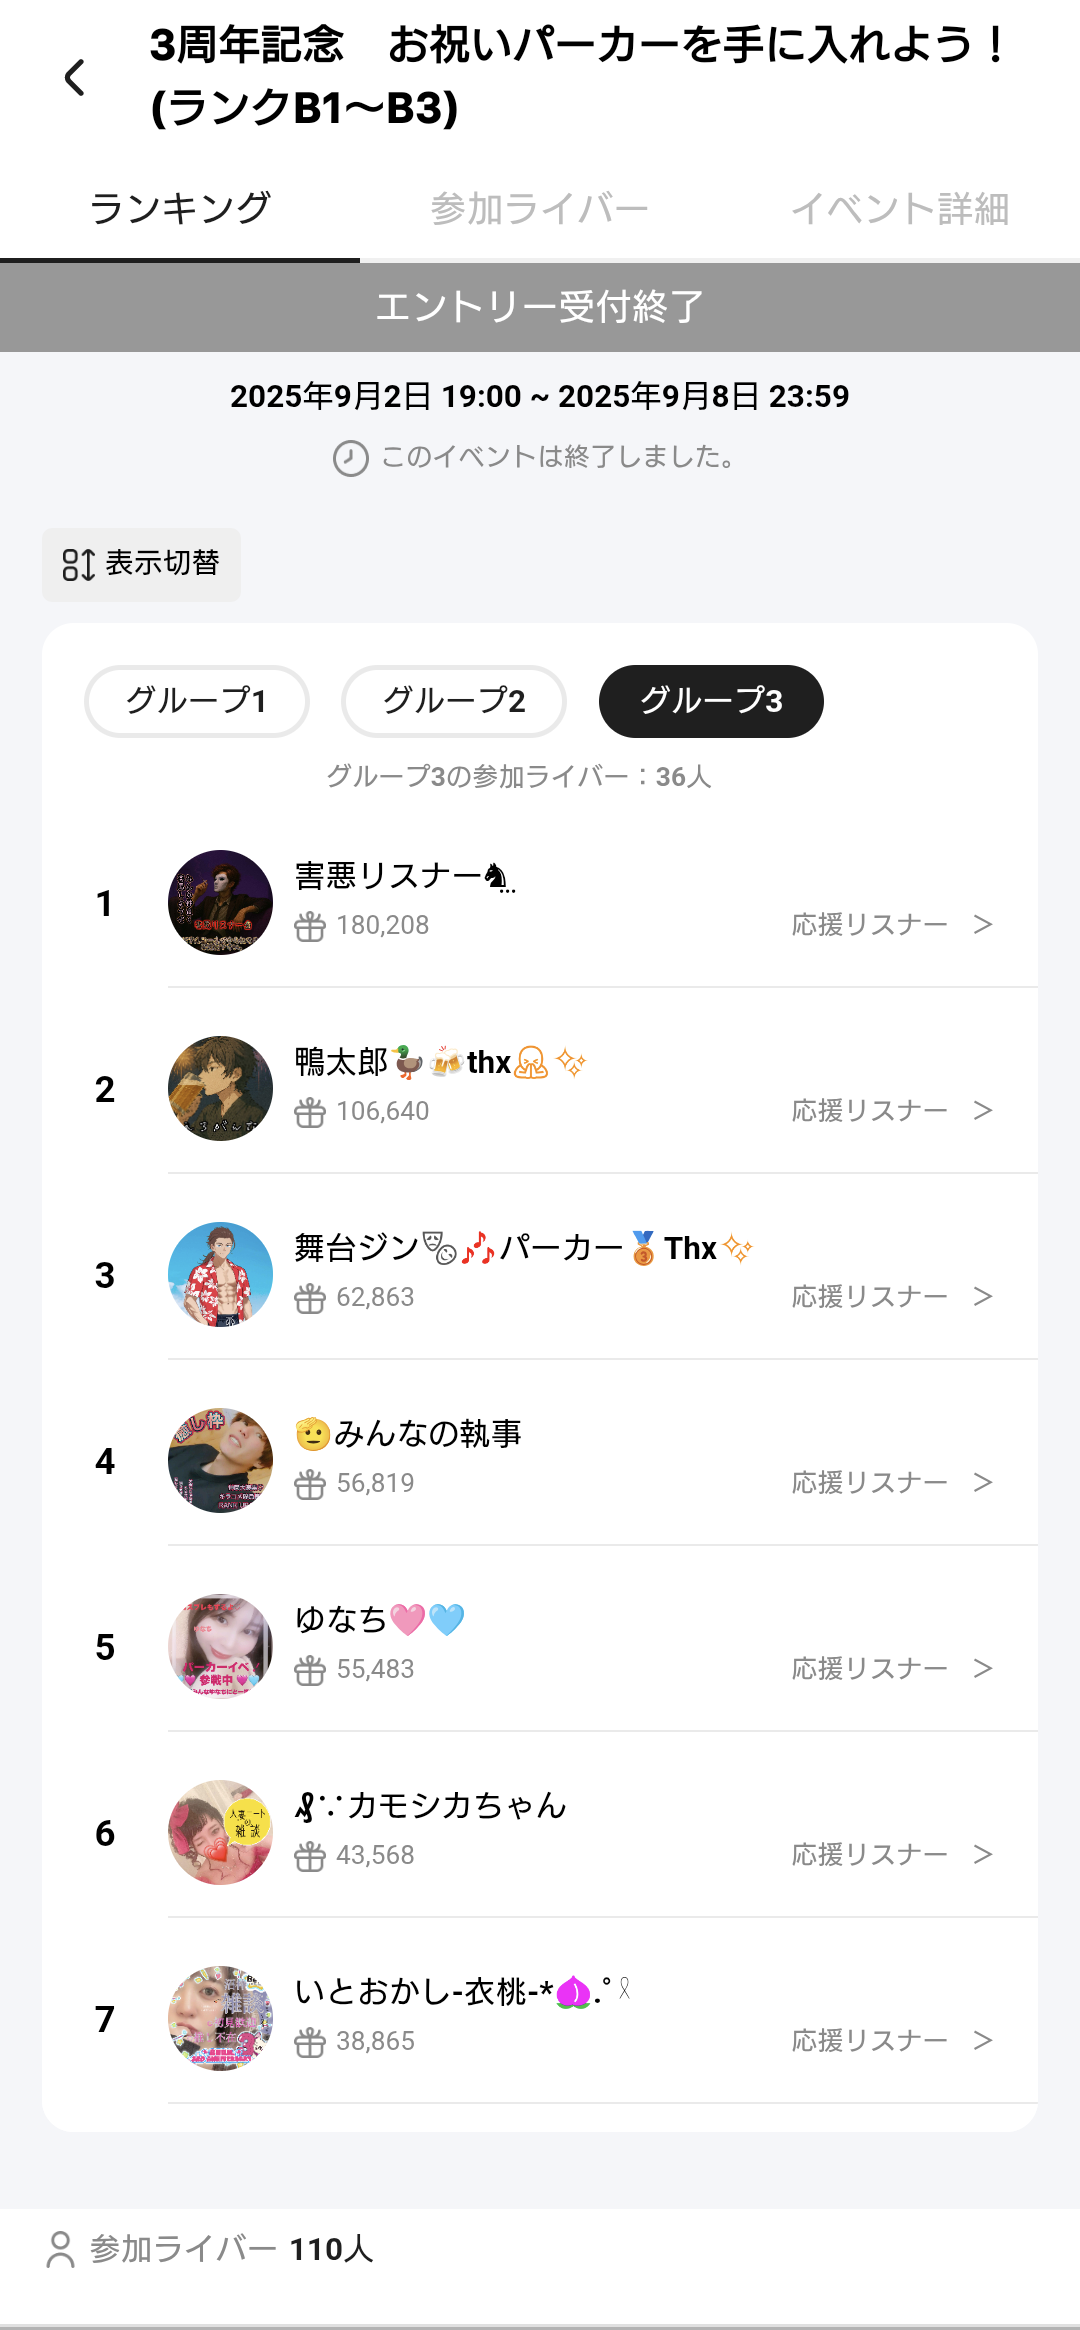 3周年記念　お祝いパーカーを手に入れよう！
(ランクB1〜B3)
ランキング
参加ライバー
イベント詳細
エントリー受付終了
2025年9月2日 19:00 ~ 2025年9月8日 23:59
このイベントは終了しました。
表示切替
グループ1
グループ2
グループ3
グループ3の参加ライバー：36人
1
害悪リスナー♞
180,208
応援リスナー >
2
鴨太郎🦆🍻thx🙏✨
106,640
応援リスナー >
3
舞台ジン🎭🎶パーカー🥉Thx✨
62,863
応援リスナー >
4
🫡みんなの執事
56,819
応援リスナー >
5
ゆなち🩷🩵
55,483
パーカーイベ
参戦中
応援リスナー >
6
∵カモシカちゃん
43,568
雑談
応援リスナー >
7
いとおかし-衣桃-*🍑.˚
38,865
応援リスナー >
参加ライバー 110人